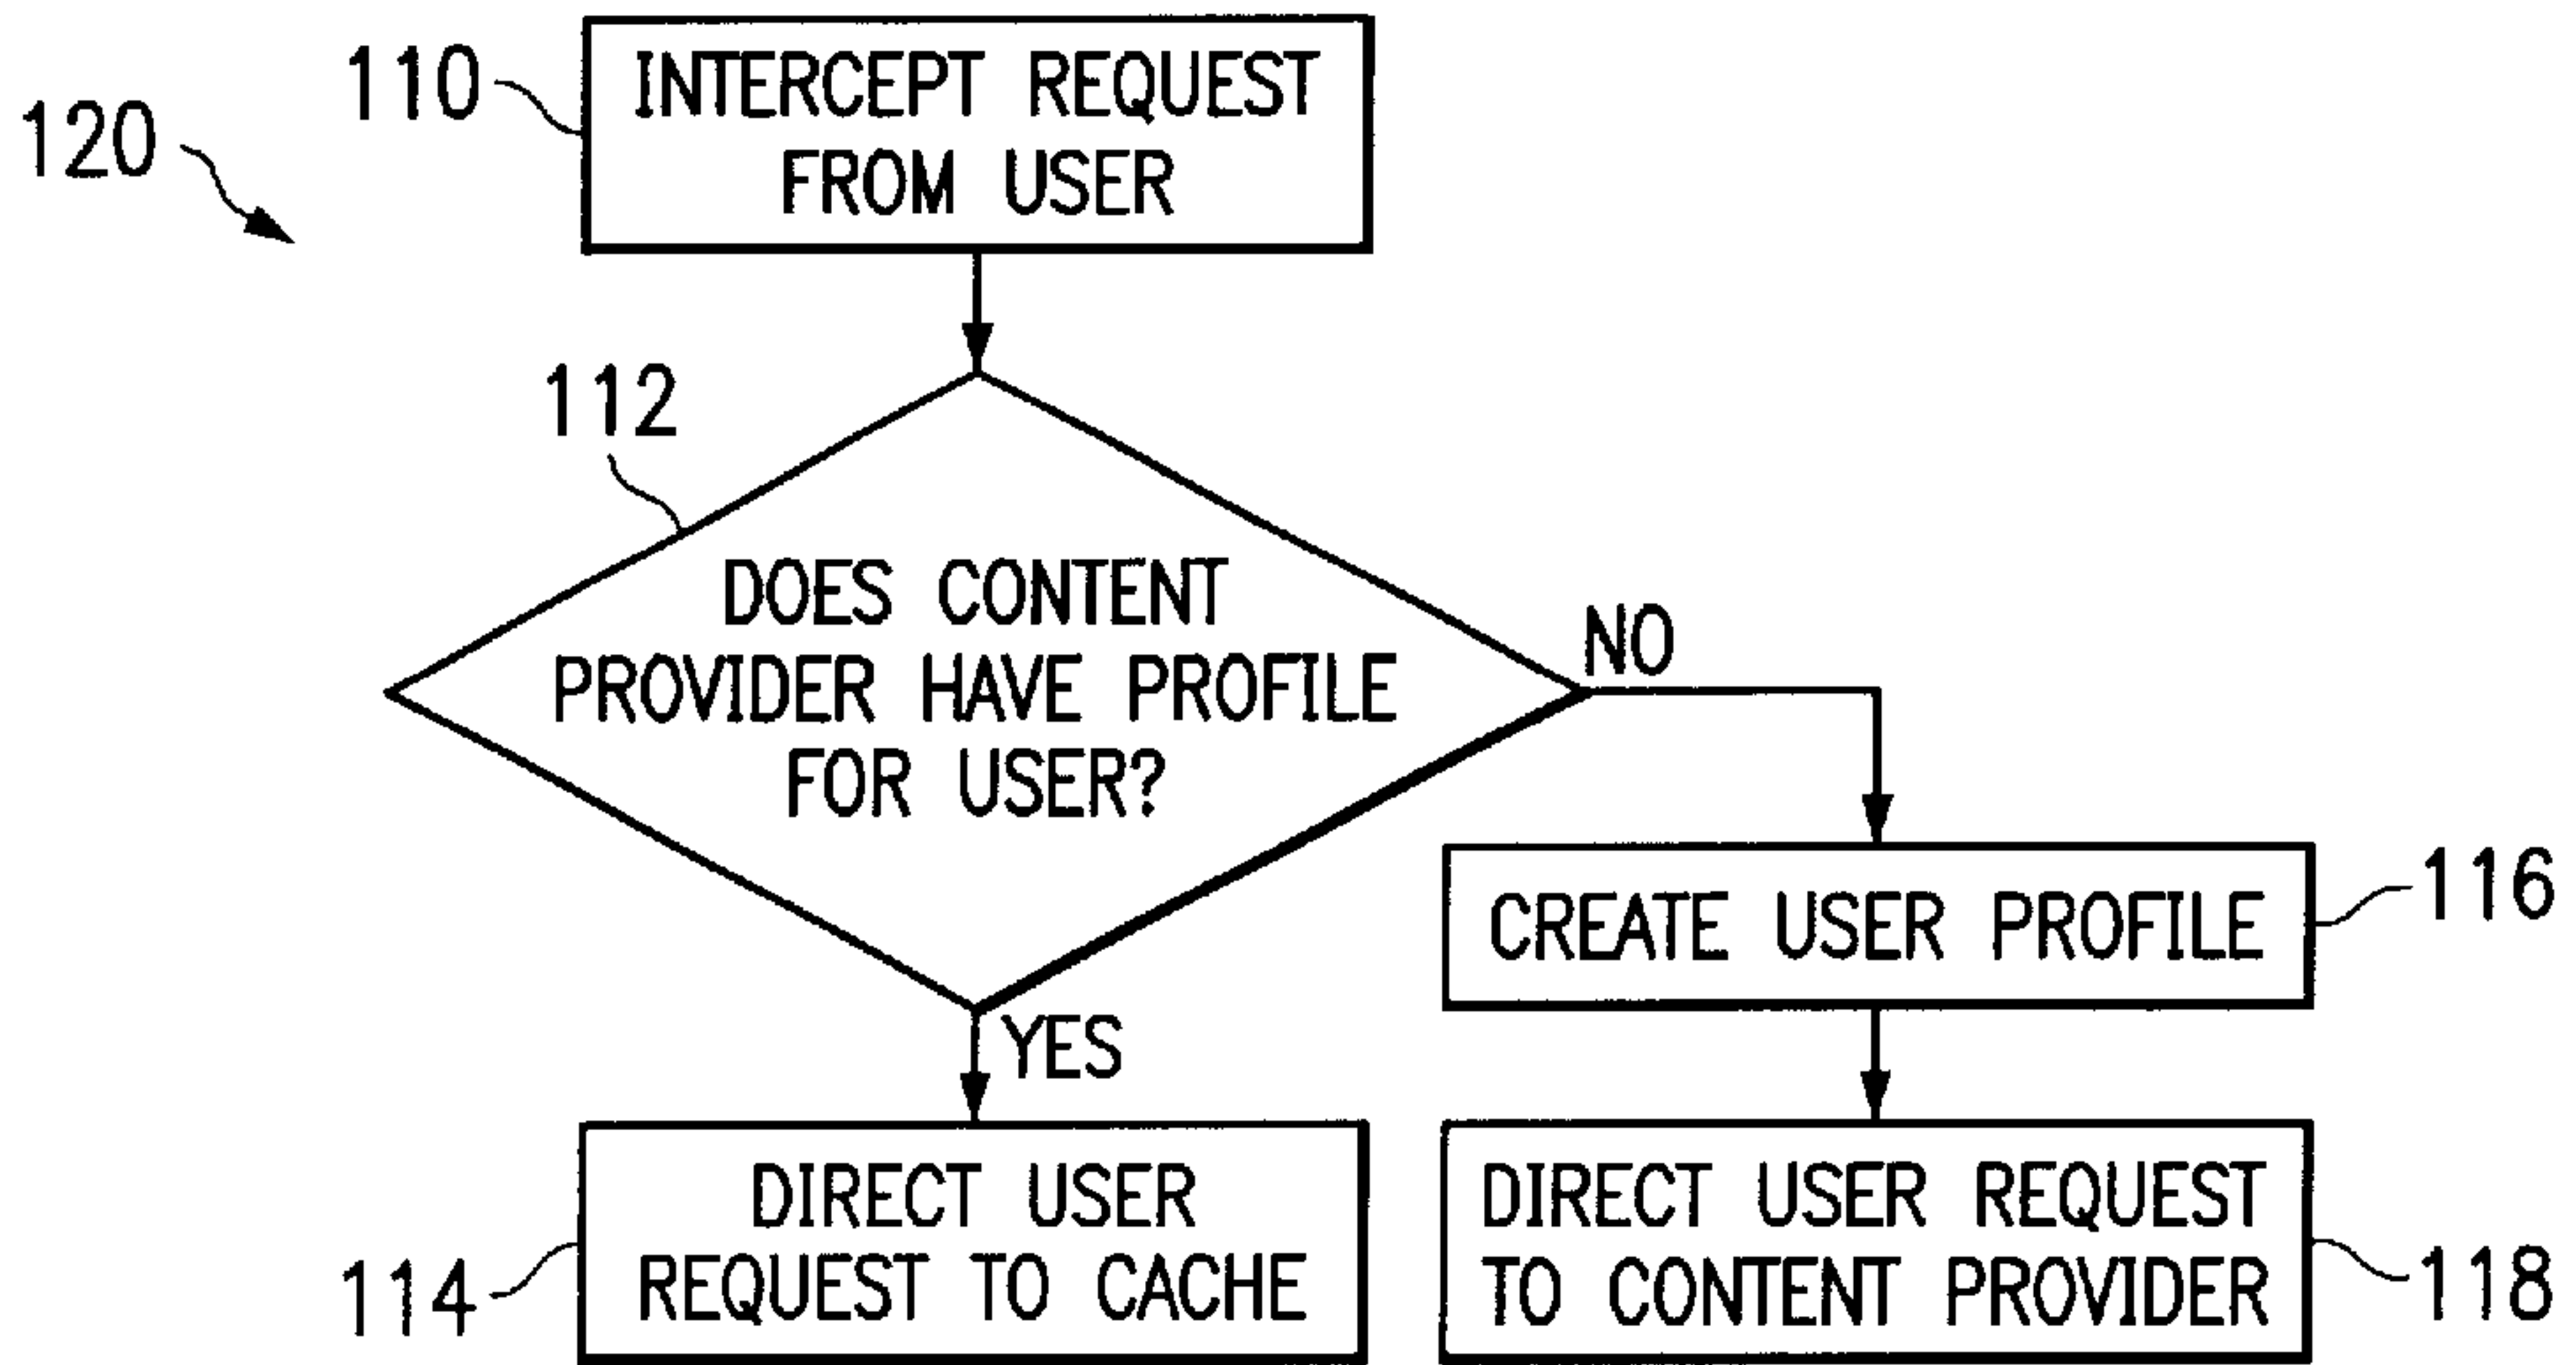 110
INTERCEPT REQUEST
FROM USER
120
112
DOES CONTENT
PROVIDER HAVE PROFILE
FOR USER?
NO
YES
CREATE USER PROFILE
116
DIRECT USER
REQUEST TO CACHE
114
DIRECT USER REQUEST
TO CONTENT PROVIDER
118